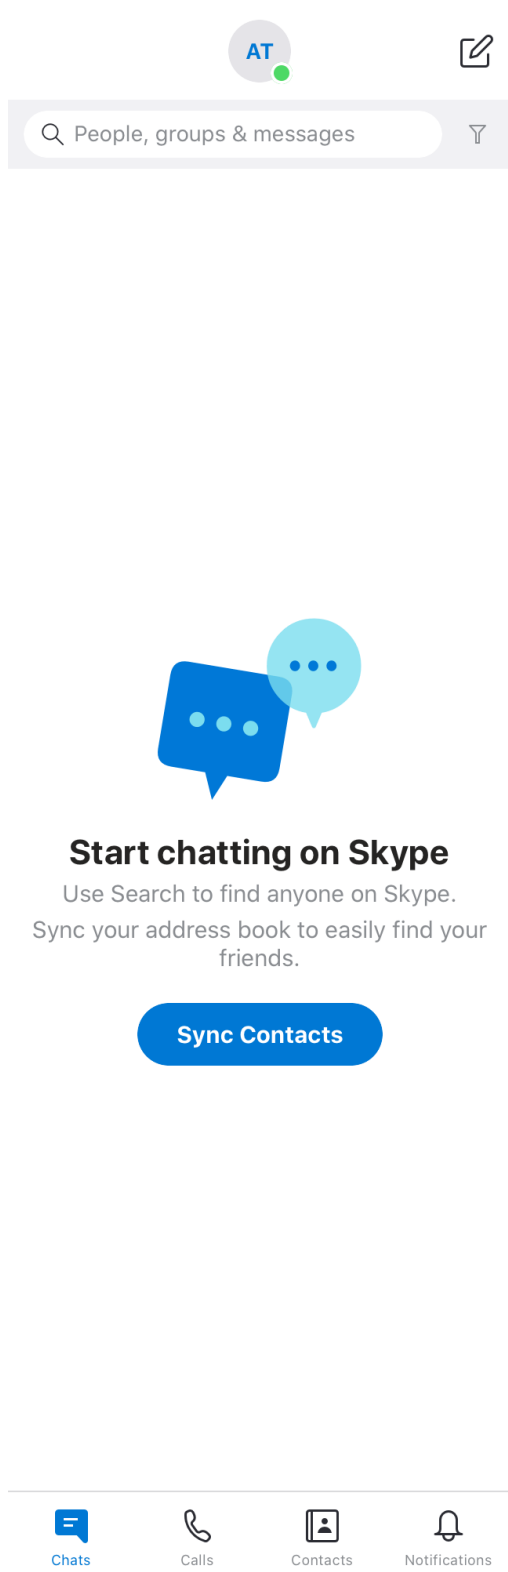 AT
People, groups & messages
Start chatting on Skype
Use Search to find anyone on Skype.
Sync your address book to easily find your
friends.
Sync Contacts
Chats
Calls
Contacts
Notifications